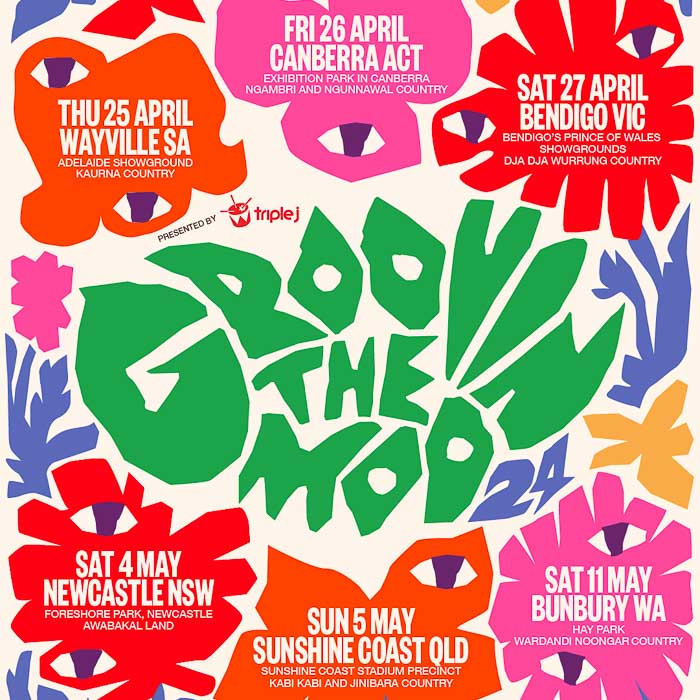 FRI 26 APRIL
CANBERRA ACT
EXHIBITION PARK IN CANBERRA
NGAMBRI AND NGUNNAWAL COUNTRY
THU 25 APRIL
WAYVILLE SA
ADELAIDE SHOWGROUND
KAURNA COUNTRY
SAT 27 APRIL
BENDIGO VIC
BENDIGO'S PRINCE OF WALES
SHOWGROUNDS
DJA DJA WURRUNG COUNTRY
PRESENTED BY triple j
GROOVIN
THE
MOO
24
SAT 4 MAY
NEWCASTLE NSW
FORESHORE PARK, NEWCASTLE
AWABAKAL LAND
SUN 5 MAY
SUNSHINE COAST QLD
SUNSHINE COAST STADIUM PRECINCT
KABI KABI AND JINIBARA COUNTRY
SAT 11 MAY
BUNBURY WA
HAY PARK
WARDANDI NOONGAR COUNTRY